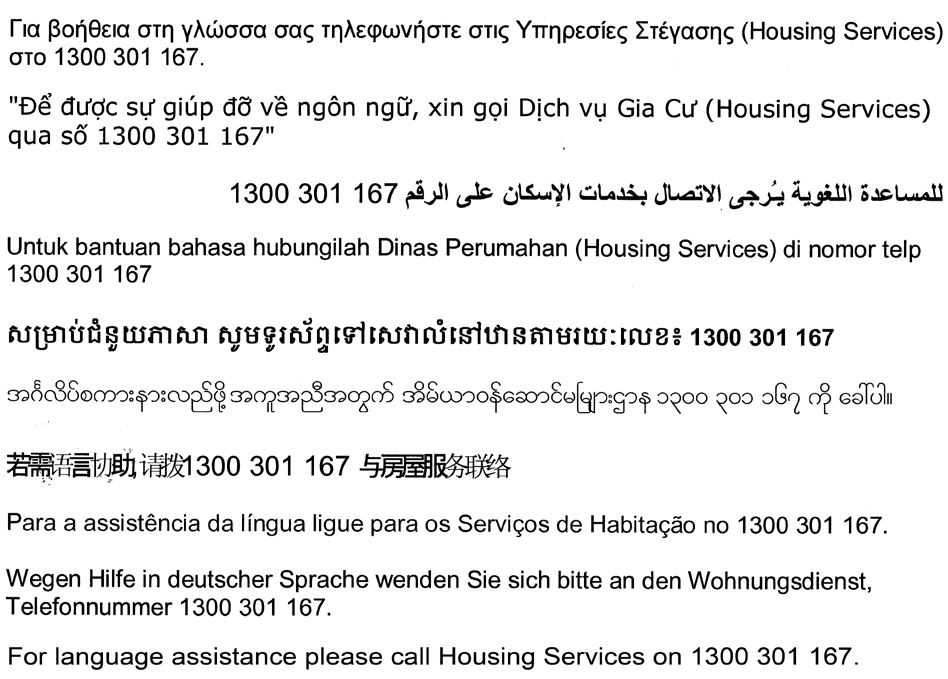 Για βοήθεια στη γλώσσα σας τηλεφωνήστε στις Υπηρεσίες Στέγασης (Housing Services)
στο 1300 301 167.
"Để được sự giúp đỡ về ngôn ngữ, xin gọi Dịch vụ Gia Cư (Housing Services)
qua số 1300 301 167"
للمساعدة اللغوية يُرجى الاتصال بخدمات الإسكان على الرقم 167 301 1300
Untuk bantuan bahasa hubungilah Dinas Perumahan (Housing Services) di nomor telp
1300 301 167
សម្រាប់ជំនួយភាសា សូមទូរស័ព្ទទៅសេវាលំនៅឋានតាមរយៈលេខ៖ 1300 301 167
အင်္ဂလိပ်စကားနားလည်ဖို့ အကူအညီအတွက် အိမ်ယာဝန်ဆောင်မမြှုားဌာန ၁၃၀၀ ၃၀၁ ၁၆၇ ကို ခေါ်ပါ။
若需语言协助,请拨1300 301 167 与房屋服务联络
Para a assistência da língua ligue para os Serviços de Habitação no 1300 301 167.
Wegen Hilfe in deutscher Sprache wenden Sie sich bitte an den Wohnungsdienst,
Telefonnummer 1300 301 167.
For language assistance please call Housing Services on 1300 301 167.